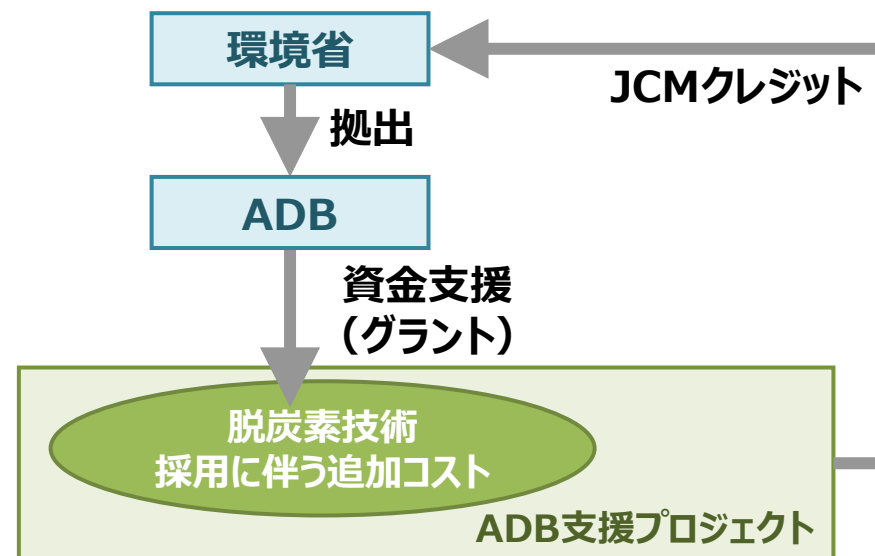 環境省
JCMクレジット
拠出
ADB
資金支援
（グラント）
脱炭素技術
採用に伴う追加コスト
ADB支援プロジェクト